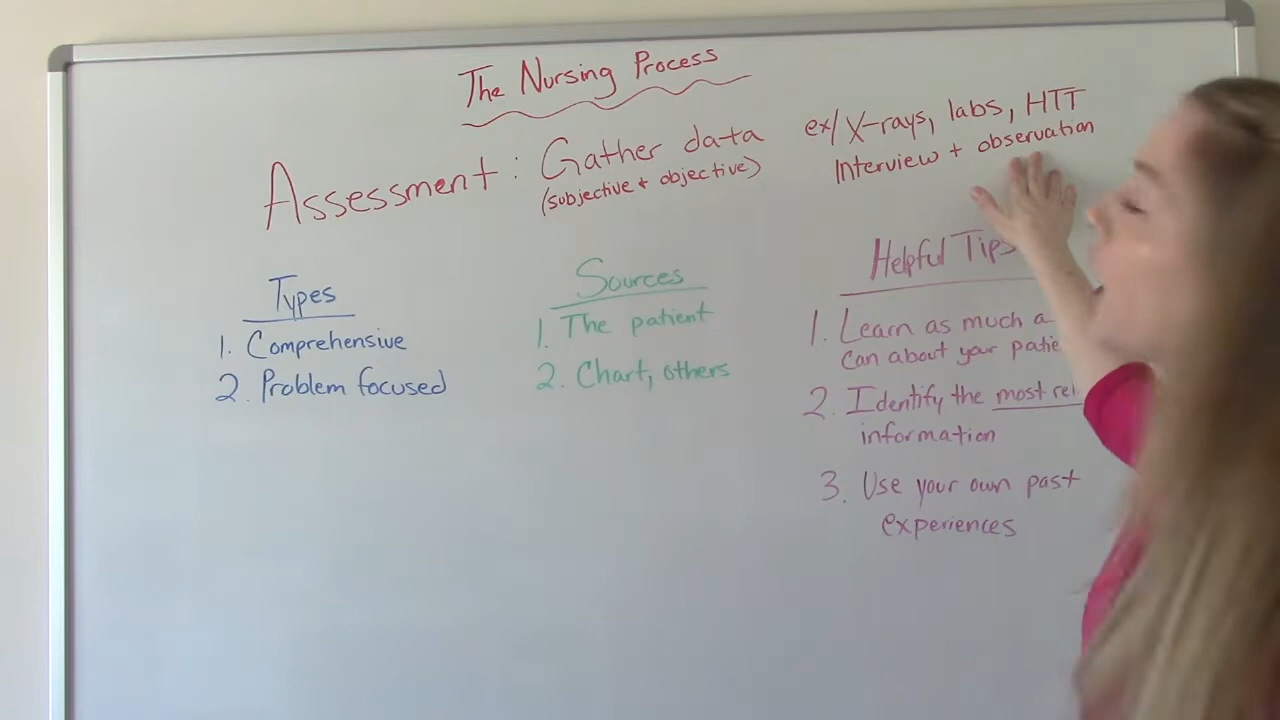 The Nursing Process
Assessment: Gather data
(subjective + objective)
ex/ X-rays, labs, HTT
Interview + observation
Types
1. Comprehensive
2. Problem focused
Sources
1. The patient
2. Chart, others
Helpful Tips
1. Learn as much a
can about your patie
2. Identify the most rel
information
3. Use your own past
experiences